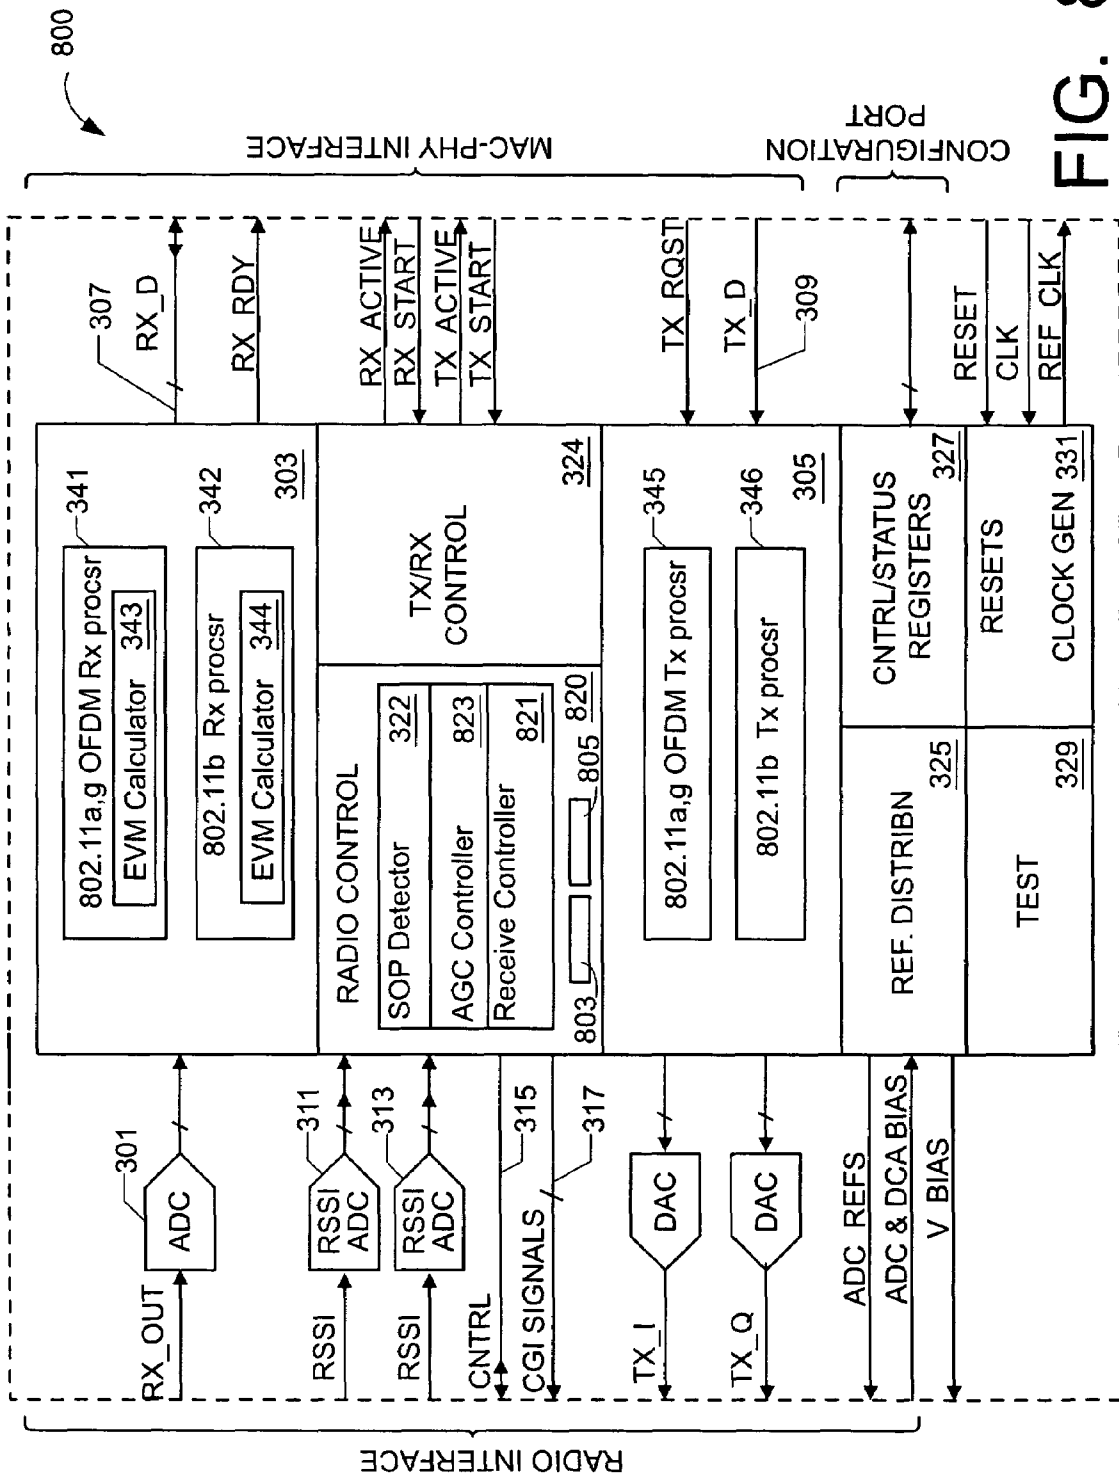 800
MAC-PHY INTERFACE
CONFIGURATION
PORT
FIG. 8
307
RX_D
RX_RDY
RX_ACTIVE
RX_START
TX_ACTIVE
TX_START
TX_RQST
TX_D
309
RESET
CLK
REF_CLK
341
802.11a,g OFDM Rx procsr
EVM Calculator 343
342
802.11b Rx procsr
EVM Calculator 344
303
RADIO CONTROL
SOP Detector 322
AGC Controller 823
Receive Controller 821
803
805
820
TX/RX
CONTROL
324
345
802.11a,g OFDM Tx procsr
346
802.11b Tx procsr
305
REF. DISTRIBN
325
CNTRL/STATUS
REGISTERS
327
TEST
329
RESETS
CLOCK GEN 331
301
ADC
311
RSSI
ADC
313
RSSI
ADC
315
317
DAC
DAC
RX_OUT
RSSI
RSSI
CNTRL
CGI SIGNALS
TX_I
TX_Q
ADC REFS
ADC & DCA BIAS
V BIAS
RADIO INTERFACE